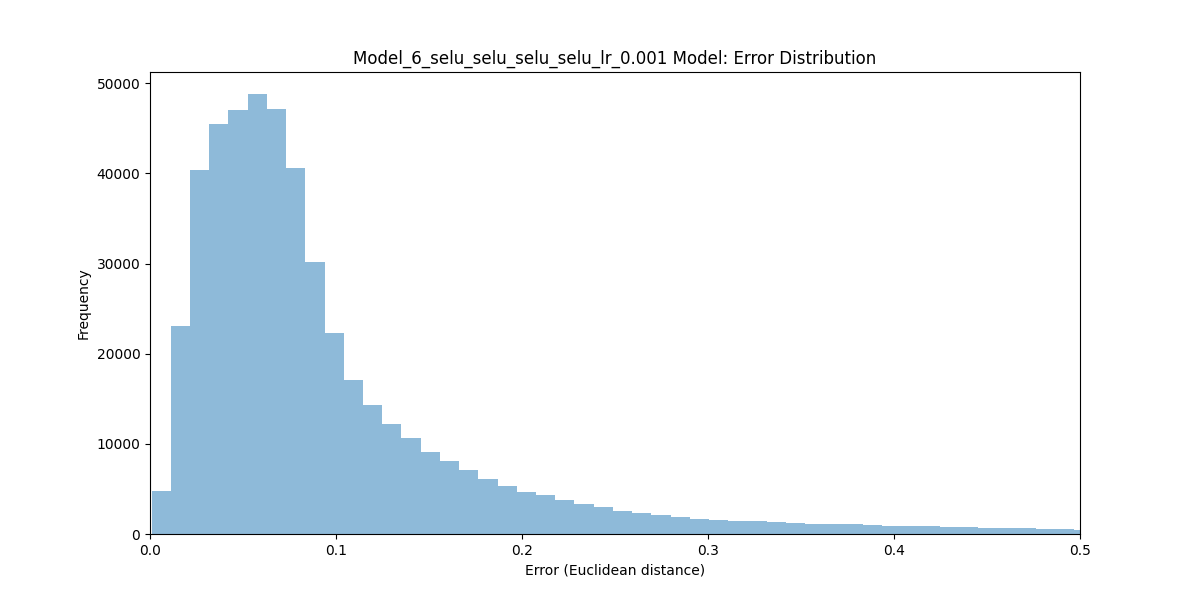 Model_6_selu_selu_selu_selu_lr_0.001 Model: Error Distribution
Frequency
50000
40000
30000
20000
10000
0
0.0 0.1 0.2 0.3 0.4 0.5
Error (Euclidean distance)